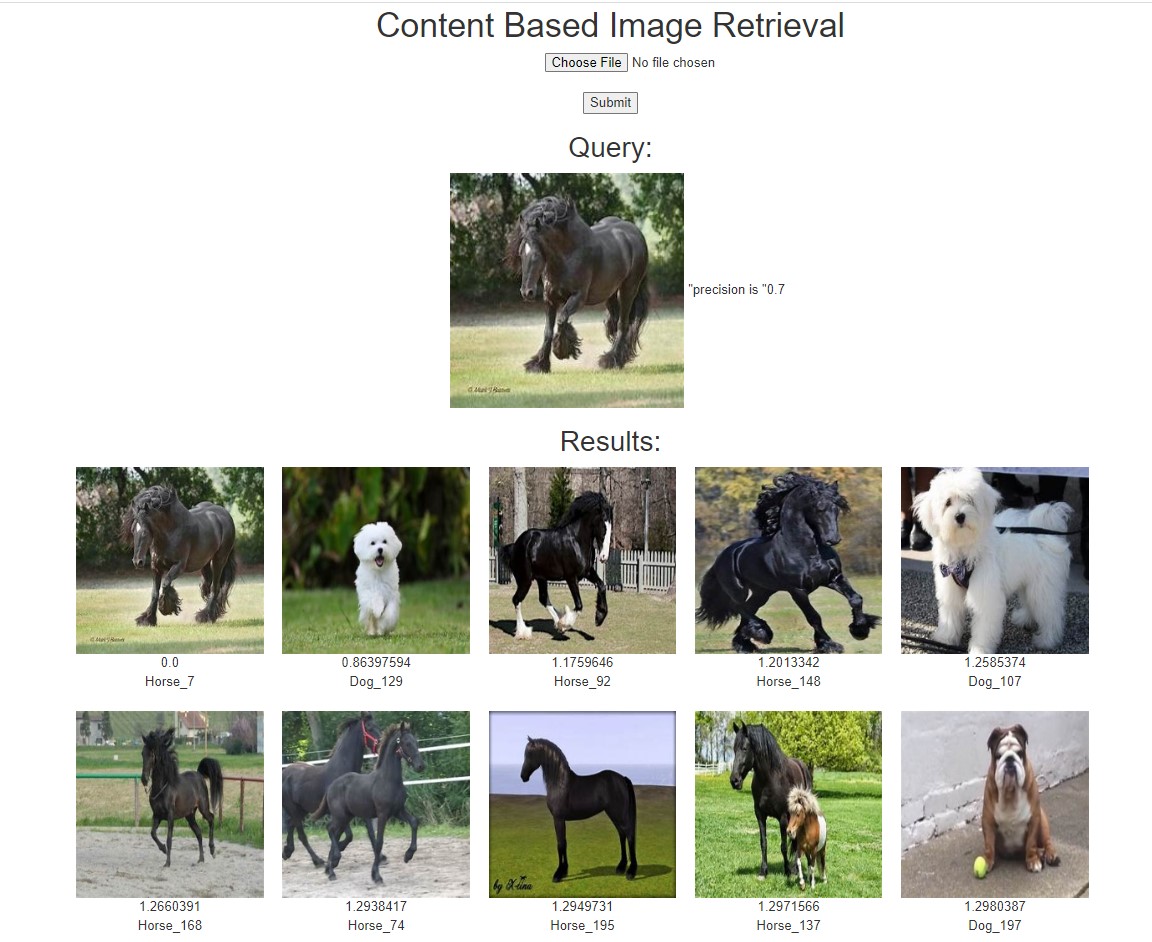 Content Based Image Retrieval
Choose File No file chosen
Submit
Query:
"precision is "0.7
Results:
0.0 0.86397594 1.1759646 1.2013342 1.2585374
Horse_7 Dog_129 Horse_92 Horse_148 Dog_107
by X-lina
1.2660391 1.2938417 1.2949731 1.2971566 1.2980387
Horse_168 Horse_74 Horse_195 Horse_137 Dog_197